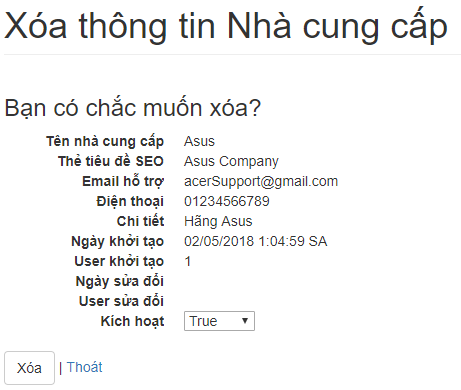 Xóa thông tin Nhà cung cấp
Bạn có chắc muốn xóa?
Tên nhà cung cấp Asus
Thẻ tiêu đề SEO Asus Company
Email hỗ trợ acerSupport@gmail.com
Điện thoại 01234566789
Chi tiết Hãng Asus
Ngày khởi tạo 02/05/2018 1:04:59 SA
User khởi tạo 1
Ngày sửa đổi
User sửa đổi
Kích hoạt True
Xóa | Thoát